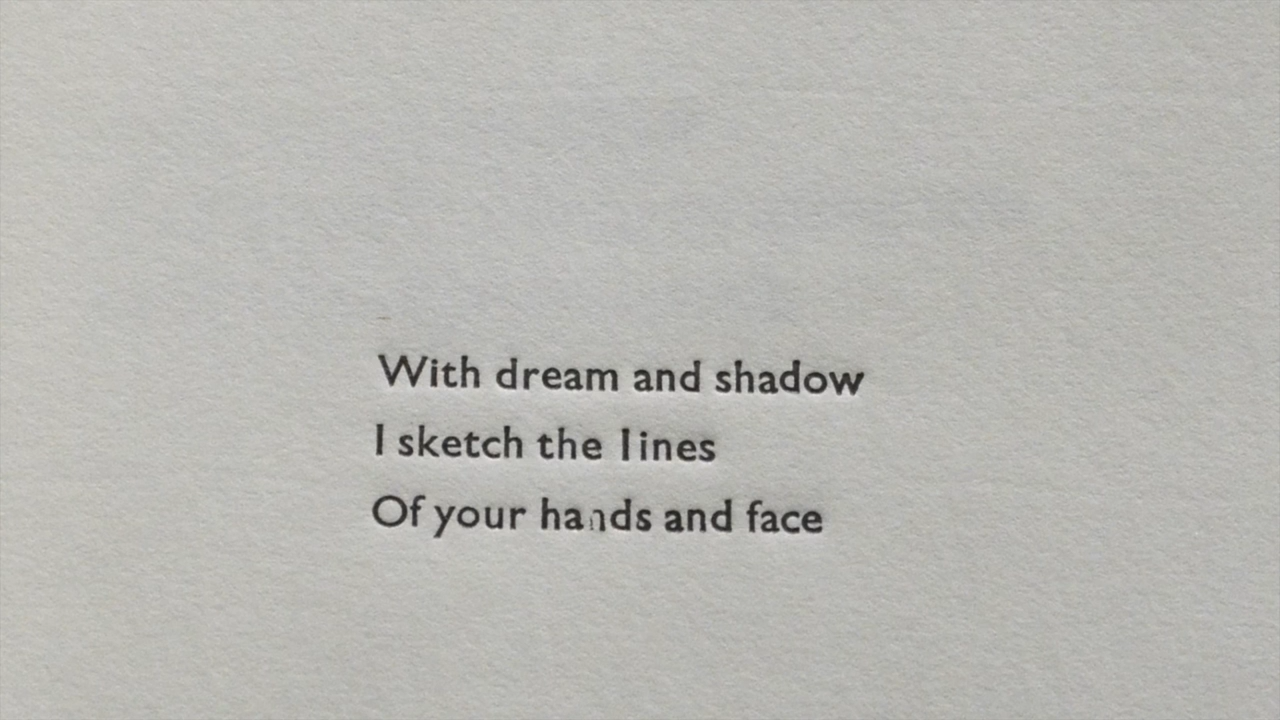 With dream and shadow
I sketch the lines
Of your hands and face